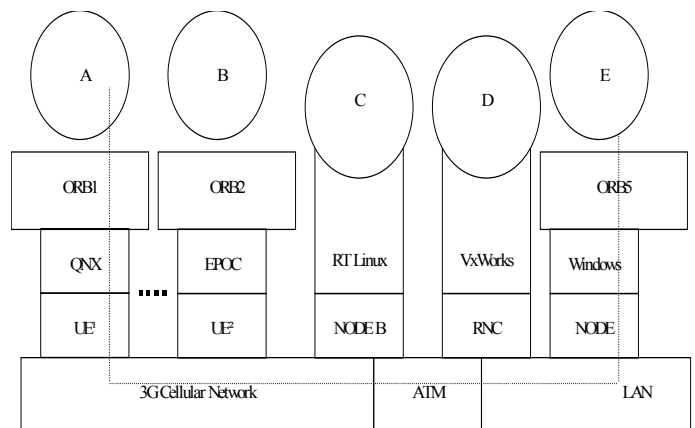 A
B
C
D
E
ORB1
ORB2
ORB5
QNX
EPOC
RT Linux
VxWorks
Windows
UE¹
UE²
NODE B
RNC
NODE
3G Cellular Network
ATM
LAN